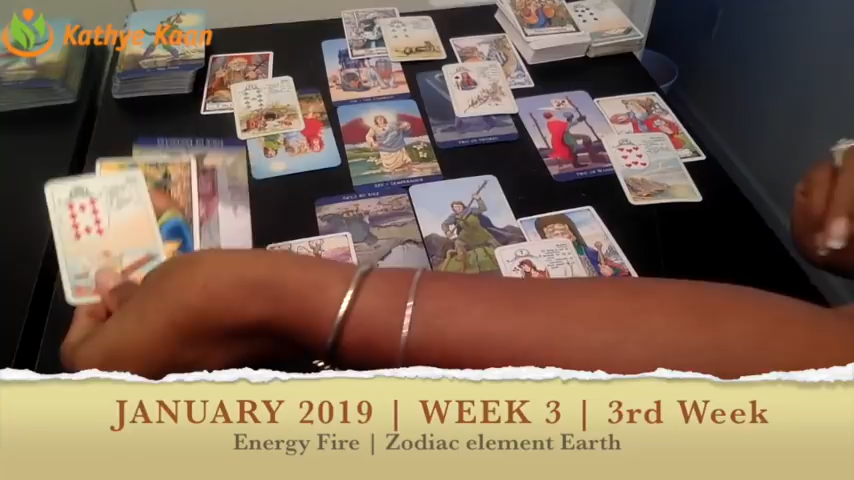 Kathye Kaan
JANUARY 2019 | WEEK 3 | 3rd Week
Energy Fire | Zodiac element Earth